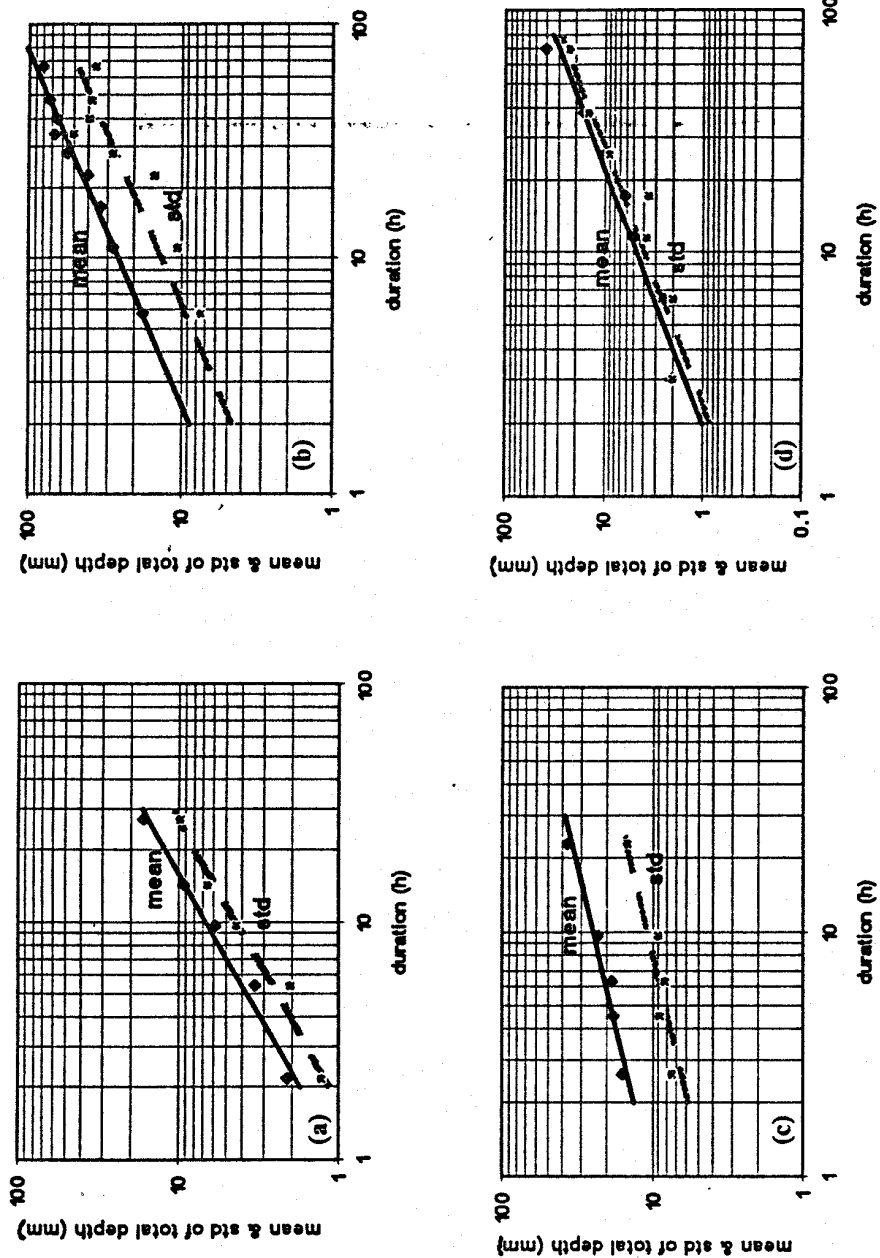 mean & std of total depth (mm)
100
10
1
(a)
mean
std
1
10
100
duration (h)
mean & std of total depth (mm)
100
10
1
(b)
mean
std
1
10
100
duration (h)
mean & std of total depth (mm)
100
10
1
(c)
mean
std
1
10
100
duration (h)
mean & std of total depth (mm)
100
10
1
0.1
(d)
mean
std
1
10
100
duration (h)